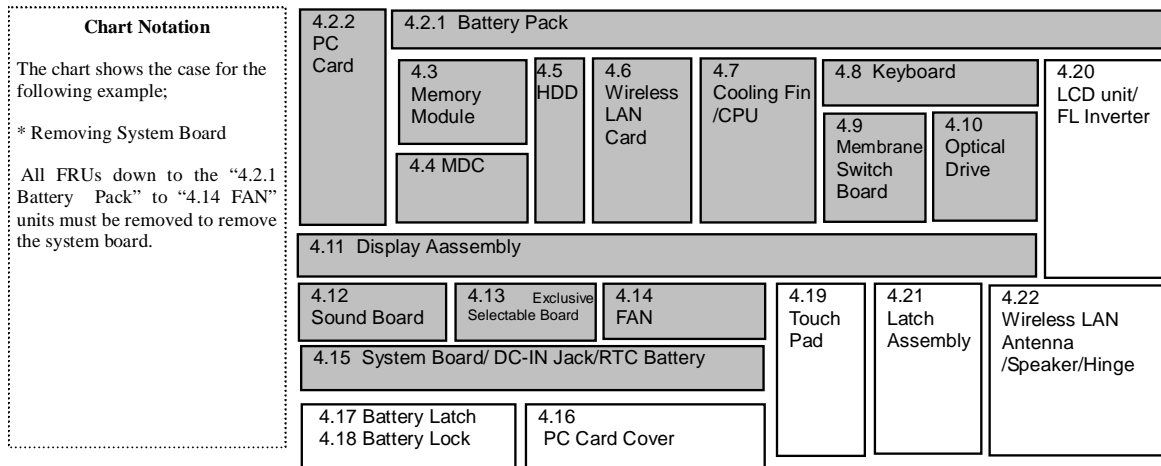 Chart Notation
The chart shows the case for the
following example;
* Removing System Board
All FRUs down to the “4.2.1
Battery Pack” to “4.14 FAN”
units must be removed to remove
the system board.
4.2.2
PC
Card
4.2.1 Battery Pack
4.3
Memory
Module
4.4 MDC
4.5
HDD
4.6
Wireless
LAN
Card
4.7
Cooling Fin
/CPU
4.8 Keyboard
4.9
Membrane
Switch
Board
4.10
Optical
Drive
4.20
LCD unit/
FL Inverter
4.11 Display Aassembly
4.12
Sound Board
4.13 Exclusive
Selectable Board
4.14
FAN
4.15 System Board/ DC-IN Jack/RTC Battery
4.17 Battery Latch
4.18 Battery Lock
4.16
PC Card Cover
4.19
Touch
Pad
4.21
Latch
Assembly
4.22
Wireless LAN
Antenna
/Speaker/Hinge